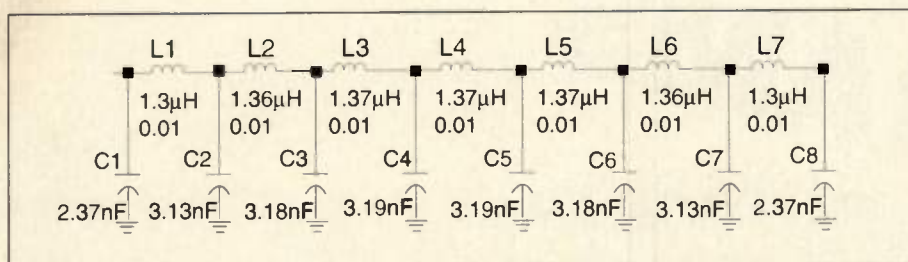 L1 L2 L3 L4 L5 L6 L7
1.3µH 1.36µH 1.37µH 1.37µH 1.37µH 1.36µH 1.3µH
0.01 0.01 0.01 0.01 0.01 0.01 0.01
C1 C2 C3 C4 C5 C6 C7 C8
2.37nF 3.13nF 3.18nF 3.19nF 3.19nF 3.18nF 3.13nF 2.37nF